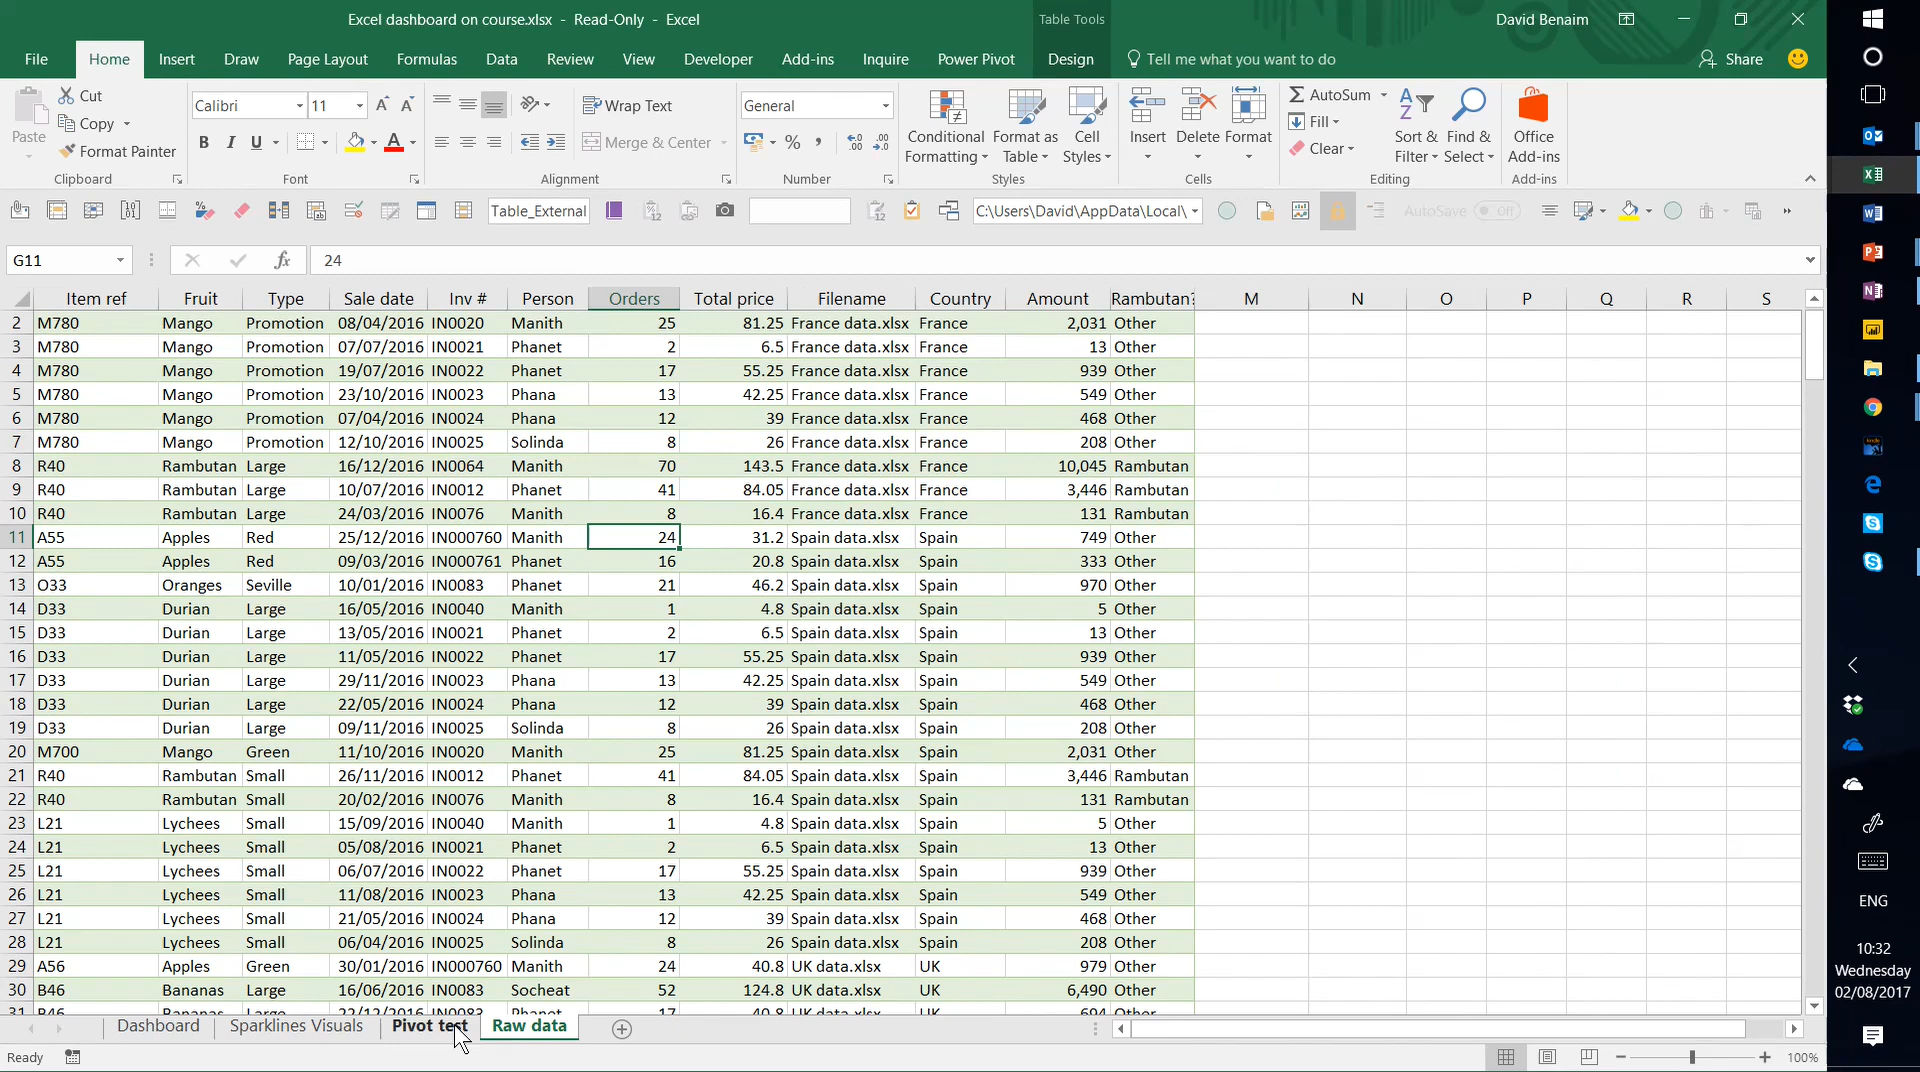 Excel dashboard on course.xlsx - Read-Only - Excel
Table Tools
David Benaim
File Home Insert Draw Page Layout Formulas Data Review View Developer Add-ins Inquire Power Pivot Design Tell me what you want to do Share
Paste
Cut
Copy
Format Painter
Calibri 11
B I U A
Wrap Text
Merge & Center
General
%
Conditional Formatting
Format as Table
Cell Styles
Insert
Delete
Format
AutoSum
Fill
Clear
Sort & Filter
Find & Select
Office Add-ins
Clipboard Font Alignment Number Styles Cells Editing Add-ins
Table_External C:\Users\David\AppData\Local\ AutoSave Off
G11 fx 24
Item ref Fruit Type Sale date Inv # Person Orders Total price Filename Country Amount Rambutan? M N O P Q R S
2 M780 Mango Promotion 08/04/2016 IN0020 Manith 25 81.25 France data.xlsx France 2,031 Other
3 M780 Mango Promotion 07/07/2016 IN0021 Phanet 2 6.5 France data.xlsx France 13 Other
4 M780 Mango Promotion 19/07/2016 IN0022 Phanet 17 55.25 France data.xlsx France 939 Other
5 M780 Mango Promotion 23/10/2016 IN0023 Phana 13 42.25 France data.xlsx France 549 Other
6 M780 Mango Promotion 07/04/2016 IN0024 Phana 12 39 France data.xlsx France 468 Other
7 M780 Mango Promotion 12/10/2016 IN0025 Solinda 8 26 France data.xlsx France 208 Other
8 R40 Rambutan Large 16/12/2016 IN0064 Manith 70 143.5 France data.xlsx France 10,045 Rambutan
9 R40 Rambutan Large 10/07/2016 IN0012 Phanet 41 84.05 France data.xlsx France 3,446 Rambutan
10 R40 Rambutan Large 24/03/2016 IN0076 Manith 8 16.4 France data.xlsx France 131 Rambutan
11 A55 Apples Red 25/12/2016 IN000760 Manith 24 31.2 Spain data.xlsx Spain 749 Other
12 A55 Apples Red 09/03/2016 IN000761 Phanet 16 20.8 Spain data.xlsx Spain 333 Other
13 O33 Oranges Seville 10/01/2016 IN0083 Phanet 21 46.2 Spain data.xlsx Spain 970 Other
14 D33 Durian Large 16/05/2016 IN0040 Manith 1 4.8 Spain data.xlsx Spain 5 Other
15 D33 Durian Large 13/05/2016 IN0021 Phanet 2 6.5 Spain data.xlsx Spain 13 Other
16 D33 Durian Large 11/05/2016 IN0022 Phanet 17 55.25 Spain data.xlsx Spain 939 Other
17 D33 Durian Large 29/11/2016 IN0023 Phana 13 42.25 Spain data.xlsx Spain 549 Other
18 D33 Durian Large 22/05/2016 IN0024 Phana 12 39 Spain data.xlsx Spain 468 Other
19 D33 Durian Large 09/11/2016 IN0025 Solinda 8 26 Spain data.xlsx Spain 208 Other
20 M700 Mango Green 11/10/2016 IN0020 Manith 25 81.25 Spain data.xlsx Spain 2,031 Other
21 R40 Rambutan Small 26/11/2016 IN0012 Phanet 41 84.05 Spain data.xlsx Spain 3,446 Rambutan
22 R40 Rambutan Small 20/02/2016 IN0076 Manith 8 16.4 Spain data.xlsx Spain 131 Rambutan
23 L21 Lychees Small 15/09/2016 IN0040 Manith 1 4.8 Spain data.xlsx Spain 5 Other
24 L21 Lychees Small 05/08/2016 IN0021 Phanet 2 6.5 Spain data.xlsx Spain 13 Other
25 L21 Lychees Small 06/07/2016 IN0022 Phanet 17 55.25 Spain data.xlsx Spain 939 Other
26 L21 Lychees Small 11/08/2016 IN0023 Phana 13 42.25 Spain data.xlsx Spain 549 Other
27 L21 Lychees Small 21/05/2016 IN0024 Phana 12 39 Spain data.xlsx Spain 468 Other
28 L21 Lychees Small 06/04/2016 IN0025 Solinda 8 26 Spain data.xlsx Spain 208 Other
29 A56 Apples Green 30/01/2016 IN000760 Manith 24 40.8 UK data.xlsx UK 979 Other
30 B46 Bananas Large 16/06/2016 IN0083 Socheat 52 124.8 UK data.xlsx UK 6,490 Other
Dashboard Sparklines Visuals Pivot test Raw data
Ready 100%
ENG
10:32
Wednesday
02/08/2017